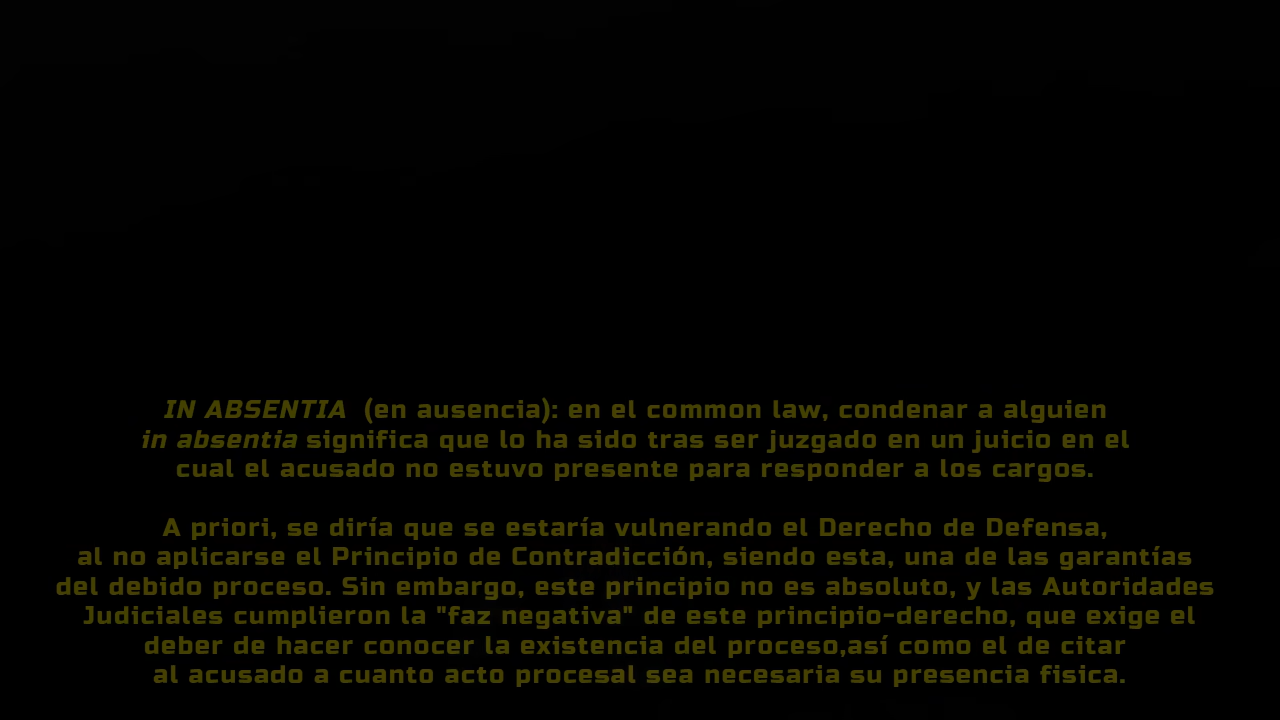 IN ABSENTIA (en ausencia): en el common law, condenar a alguien
in absentia significa que lo ha sido tras ser juzgado en un juicio en el
cual el acusado no estuvo presente para responder a los cargos.
A priori, se diría que se estaría vulnerando el Derecho de Defensa,
al no aplicarse el Principio de Contradicción, siendo esta, una de las garantías
del debido proceso. Sin embargo, este principio no es absoluto, y las Autoridades
Judiciales cumplieron la "faz negativa" de este principio-derecho, que exige el
deber de hacer conocer la existencia del proceso,así como el de citar
al acusado a cuanto acto procesal sea necesaria su presencia fisica.